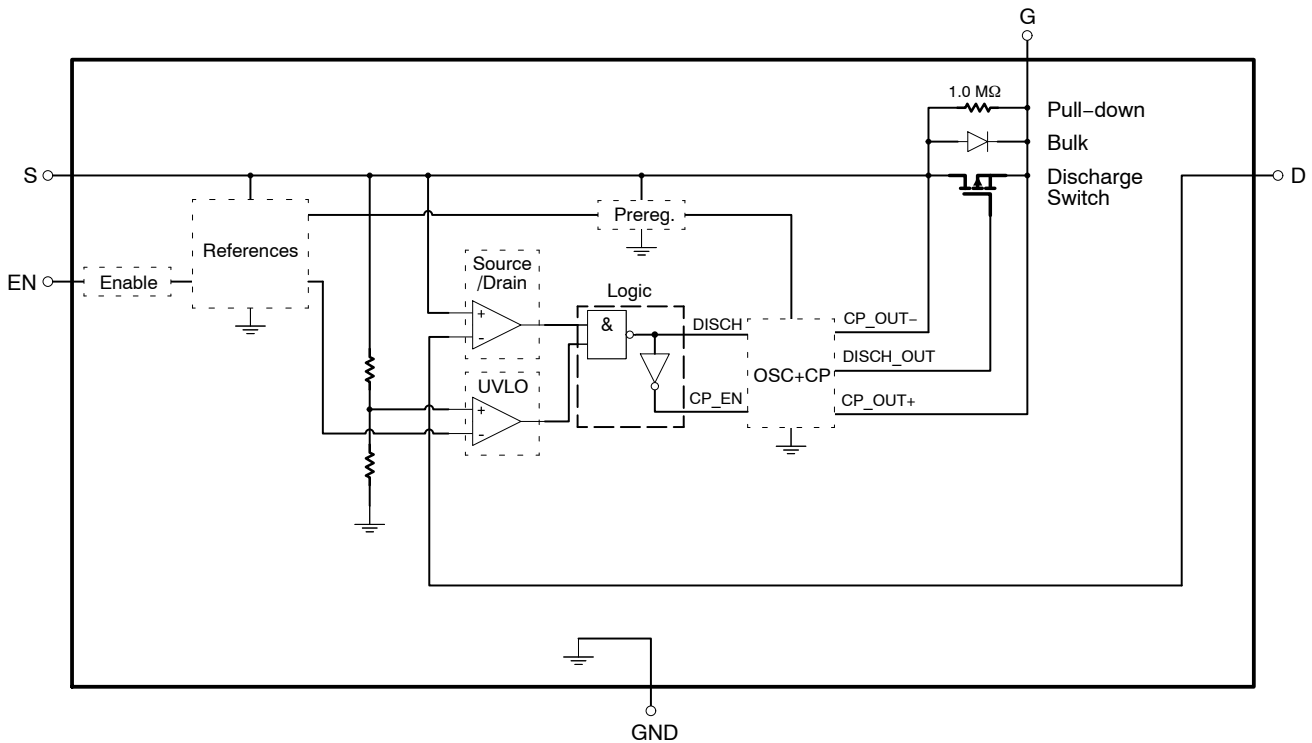 G
1.0 MΩ
Pull−down
Bulk
S
Discharge
Switch
D
Prereg.
References
EN
Enable
Source
/Drain
Logic
+
-
&
DISCH
CP_OUT−
DISCH_OUT
OSC+CP
UVLO
CP_EN
CP_OUT+
+
-
GND